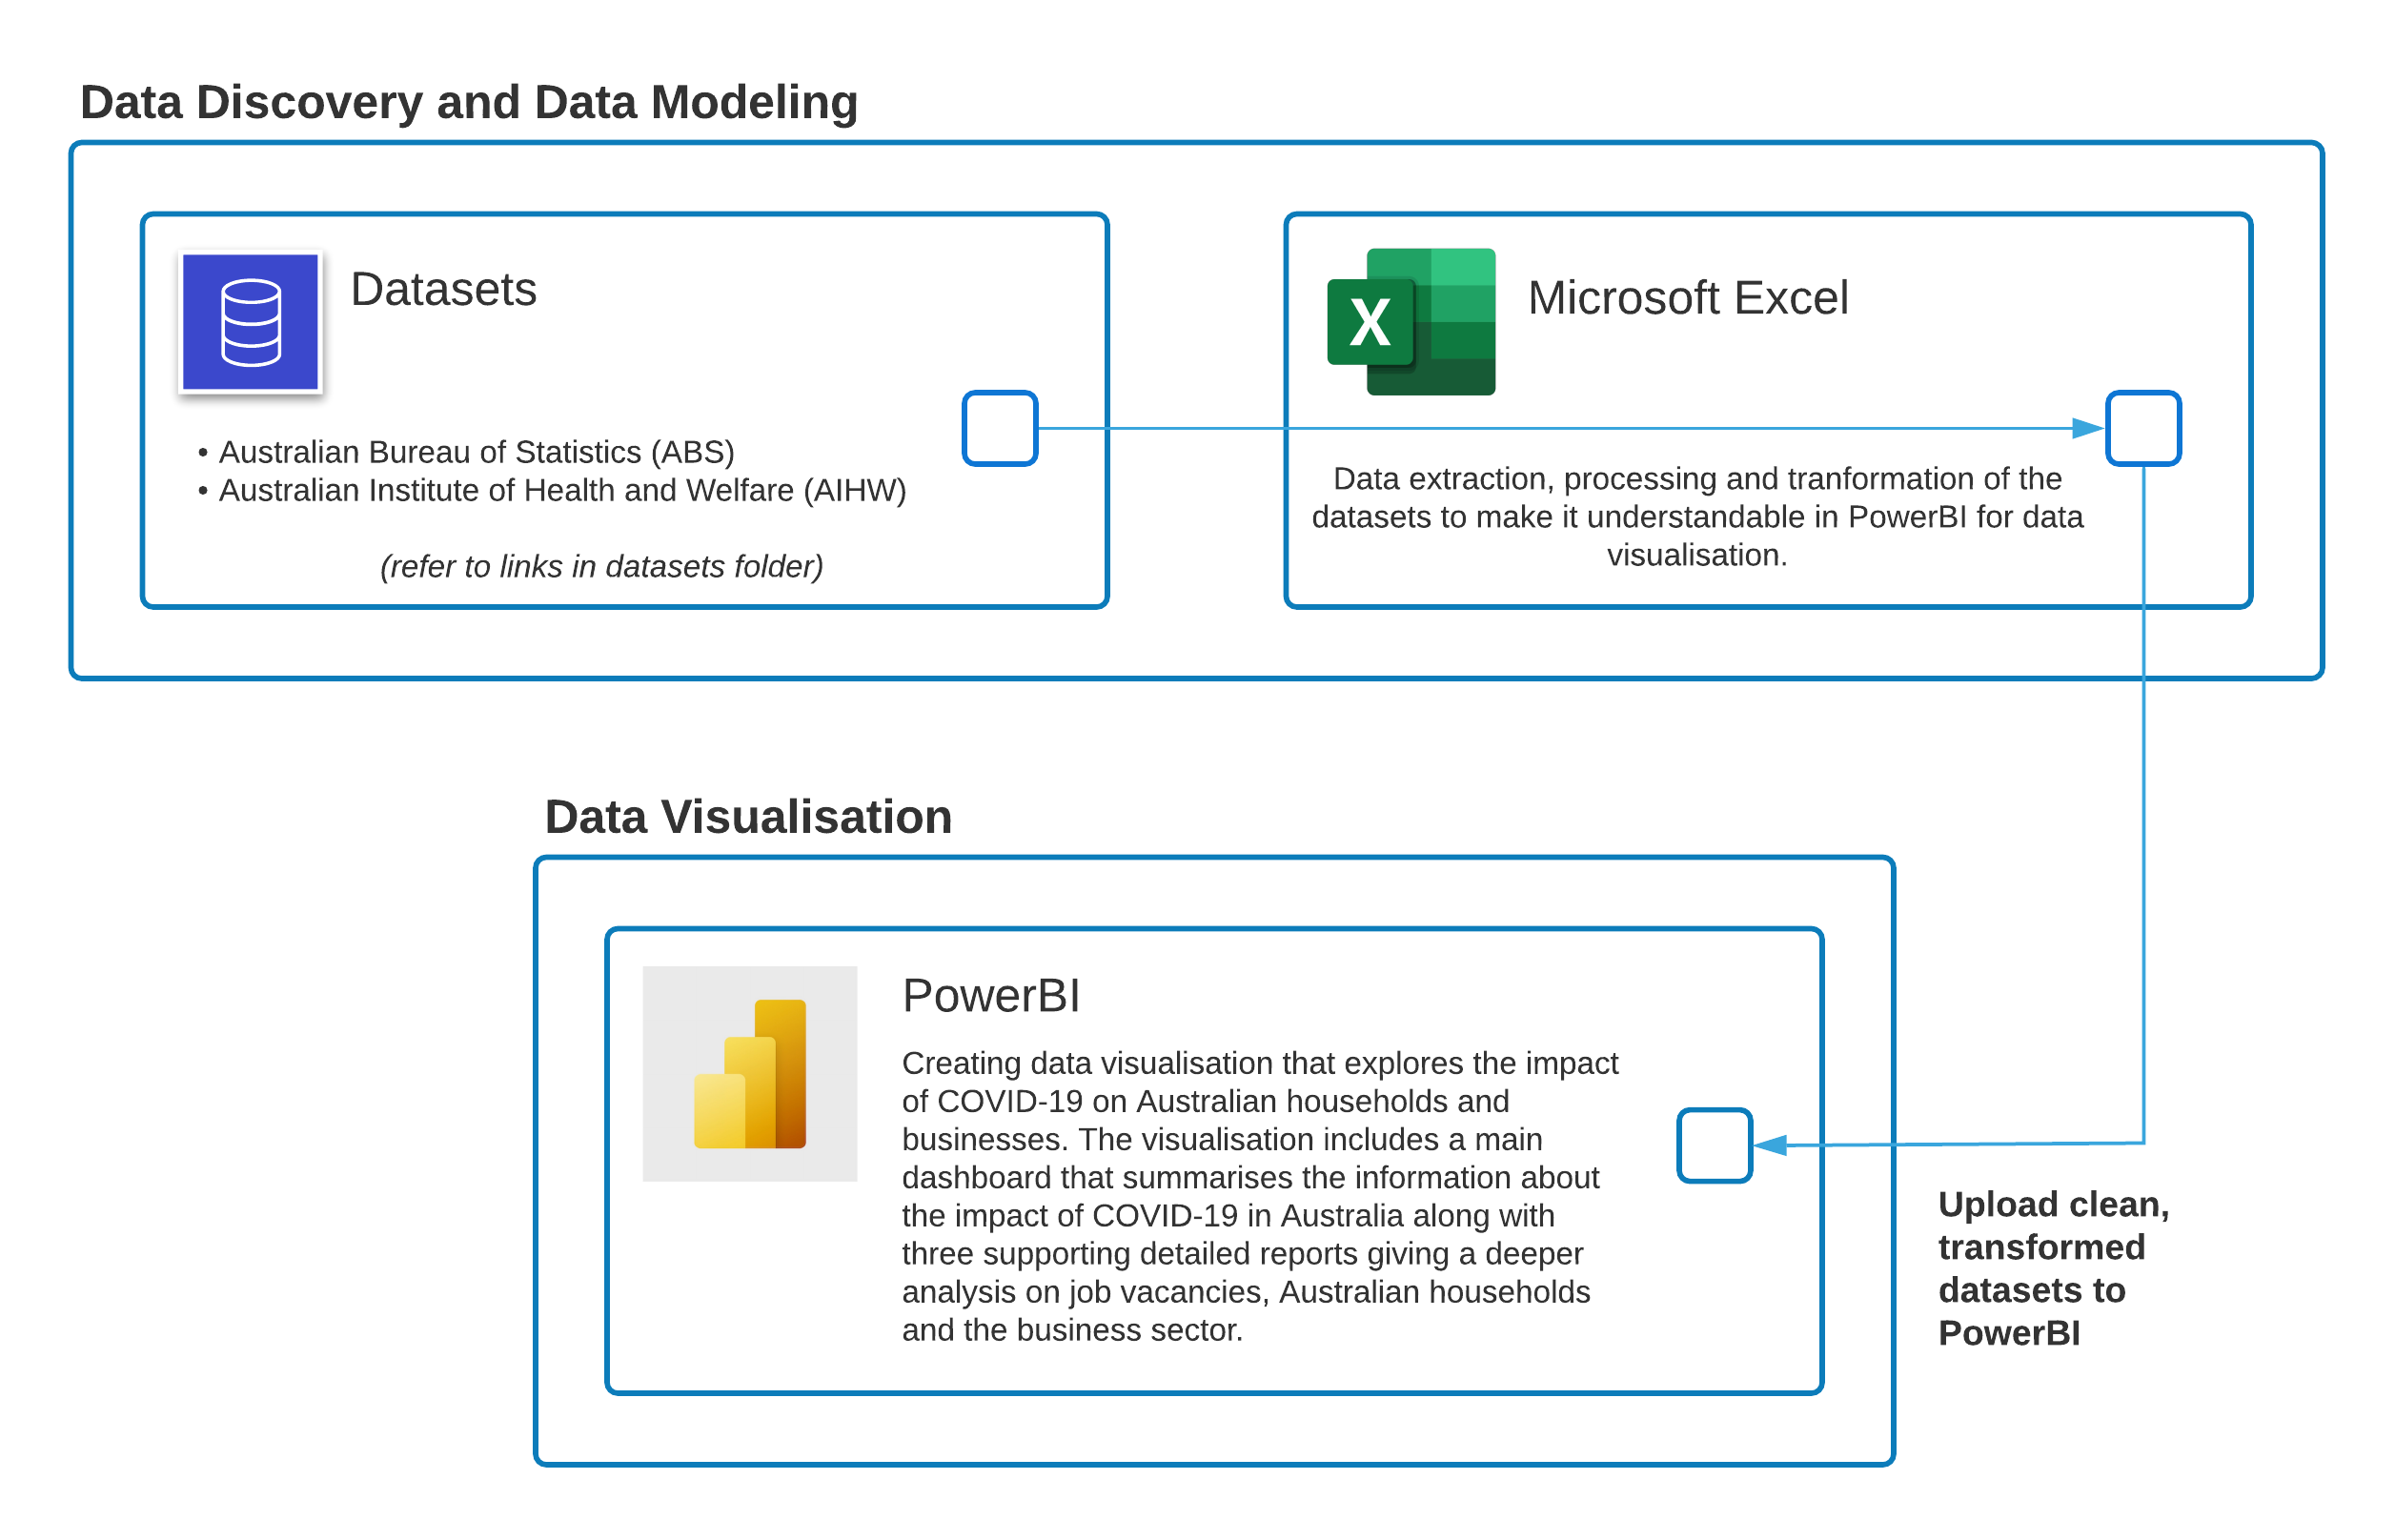 Data Discovery and Data Modeling
Datasets
• Australian Bureau of Statistics (ABS)
• Australian Institute of Health and Welfare (AIHW)
(refer to links in datasets folder)
X
Microsoft Excel
Data extraction, processing and tranformation of the
datasets to make it understandable in PowerBI for data
visualisation.
Data Visualisation
PowerBI
Creating data visualisation that explores the impact
of COVID-19 on Australian households and
businesses. The visualisation includes a main
dashboard that summarises the information about
the impact of COVID-19 in Australia along with
three supporting detailed reports giving a deeper
analysis on job vacancies, Australian households
and the business sector.
Upload clean,
transformed
datasets to
PowerBI